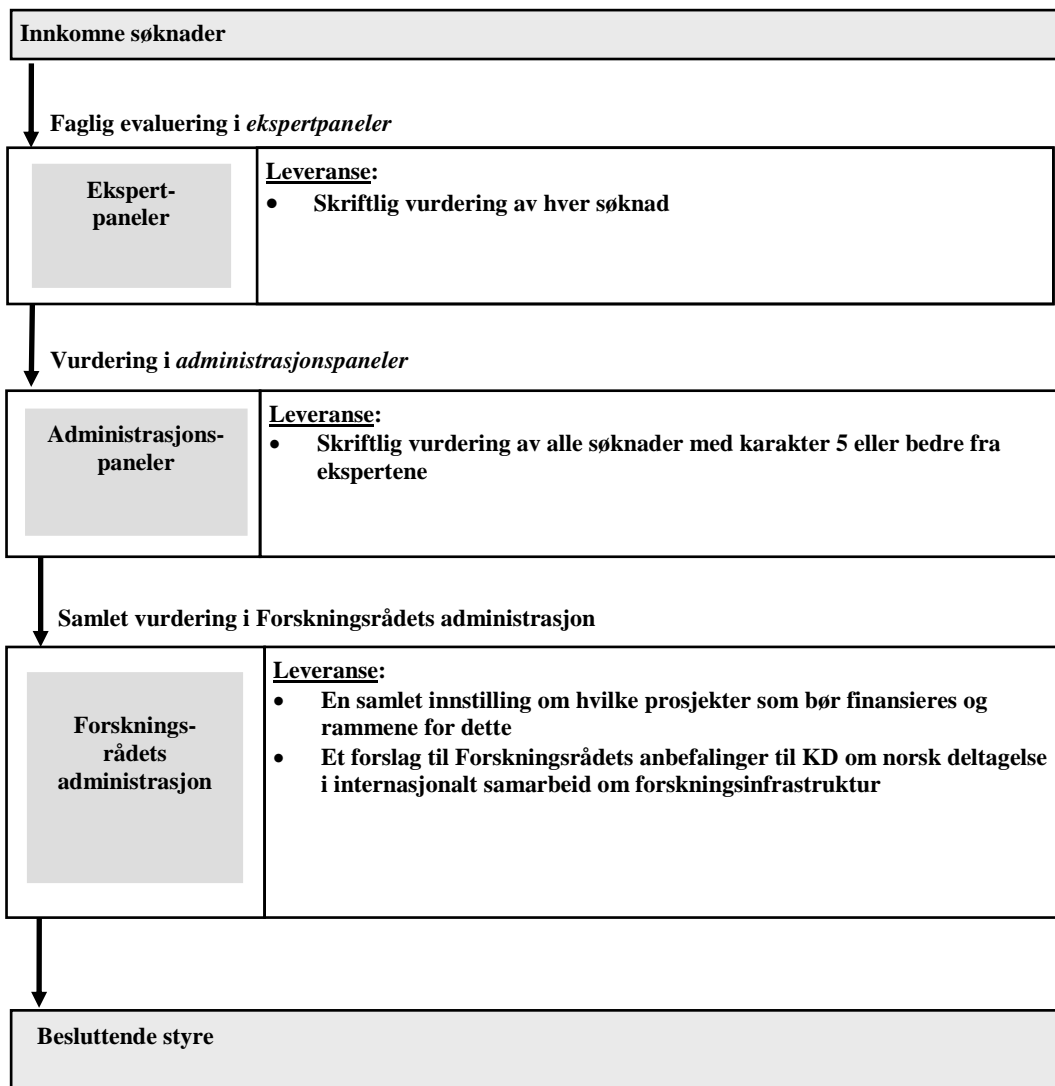 Innkomne søknader
Faglig evaluering i ekspertpaneler
Ekspert-
paneler
Leveranse:
• Skriftlig vurdering av hver søknad
Vurdering i administrasjonspaneler
Administrasjons-
paneler
Leveranse:
• Skriftlig vurdering av alle søknader med karakter 5 eller bedre fra
ekspertene
Samlet vurdering i Forskningsrådets administrasjon
Forsknings-
rådets
administrasjon
Leveranse:
• En samlet innstilling om hvilke prosjekter som bør finansieres og
rammene for dette
• Et forslag til Forskningsrådets anbefalinger til KD om norsk deltagelse
i internasjonalt samarbeid om forskningsinfrastruktur
Besluttende styre